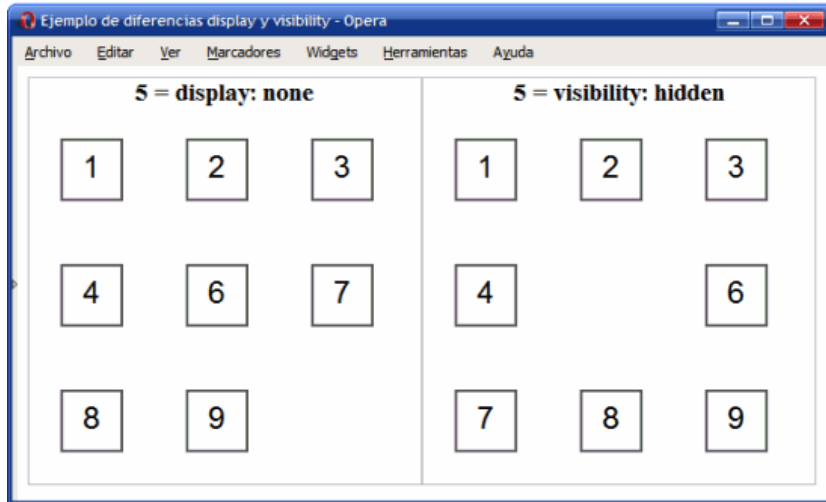 Ejemplo de diferencias display y visibility - Opera
Archivo Editar Ver Marcadores Widgets Herramientas Ayuda
5 = display: none
1 2 3
4 6 7
8 9
5 = visibility: hidden
1 2 3
4 6
7 8 9